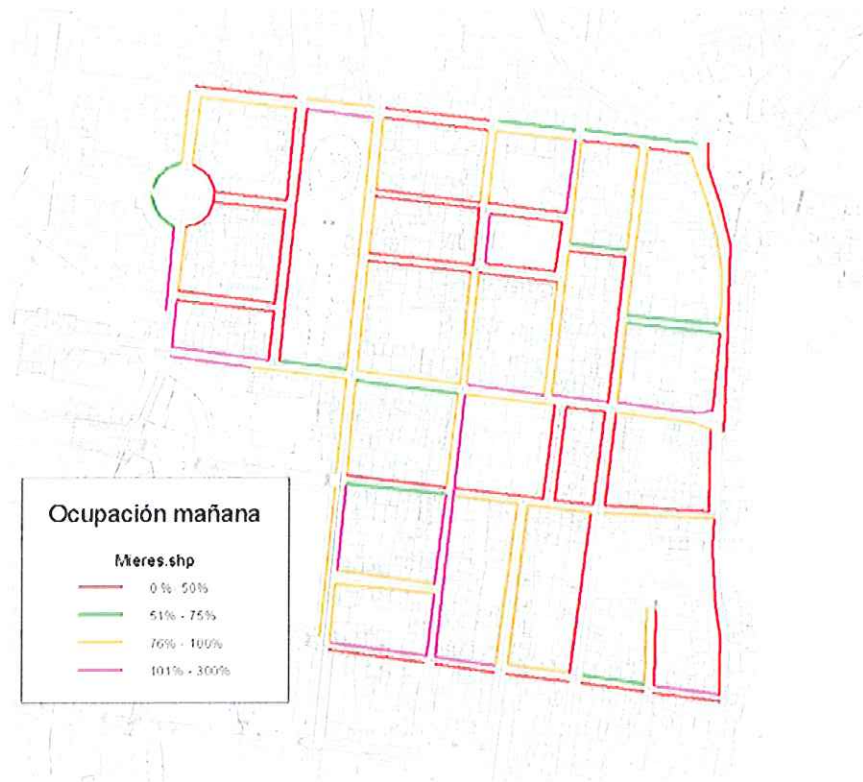 Ocupación mañana
Mieres.shp
0% - 50%
51% - 75%
76% - 100%
101% - 300%